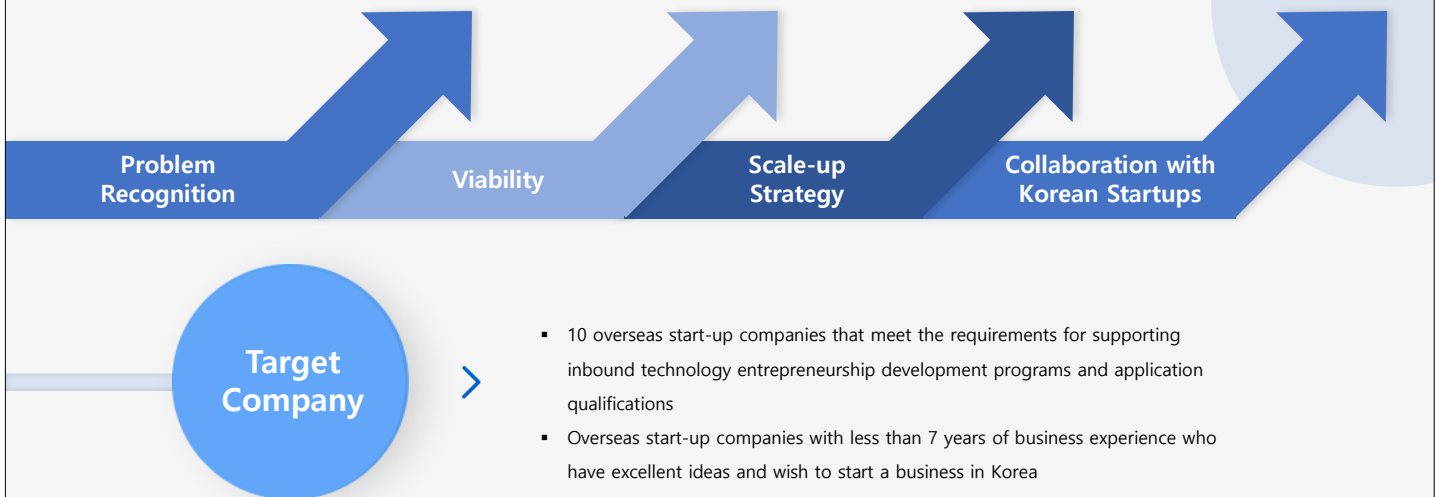 Problem
Recognition
Viability
Scale-up
Strategy
Collaboration with
Korean Startups
Target
Company
▪ 10 overseas start-up companies that meet the requirements for supporting
inbound technology entrepreneurship development programs and application
qualifications
▪ Overseas start-up companies with less than 7 years of business experience who
have excellent ideas and wish to start a business in Korea